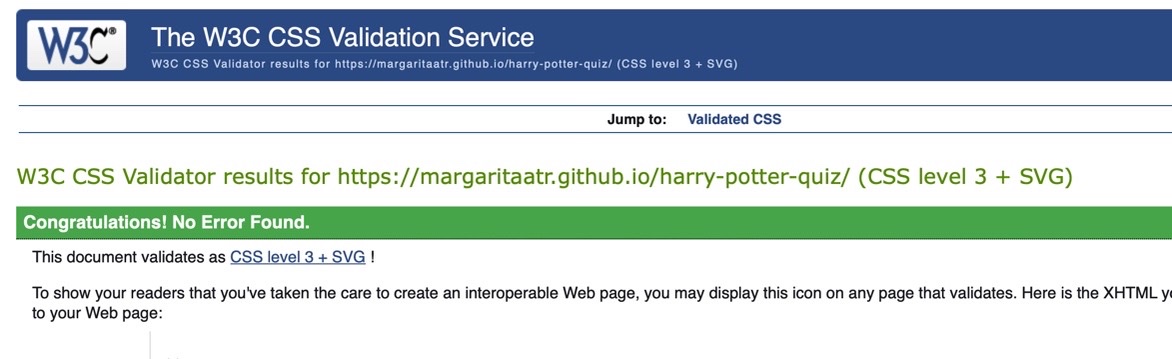 W3C®
The W3C CSS Validation Service
W3C CSS Validator results for https://margaritaatr.github.io/harry-potter-quiz/ (CSS level 3 + SVG)
Jump to: Validated CSS
W3C CSS Validator results for https://margaritaatr.github.io/harry-potter-quiz/ (CSS level 3 + SVG)
Congratulations! No Error Found.
This document validates as CSS level 3 + SVG !
To show your readers that you've taken the care to create an interoperable Web page, you may display this icon on any page that validates. Here is the XHTML
to your Web page: